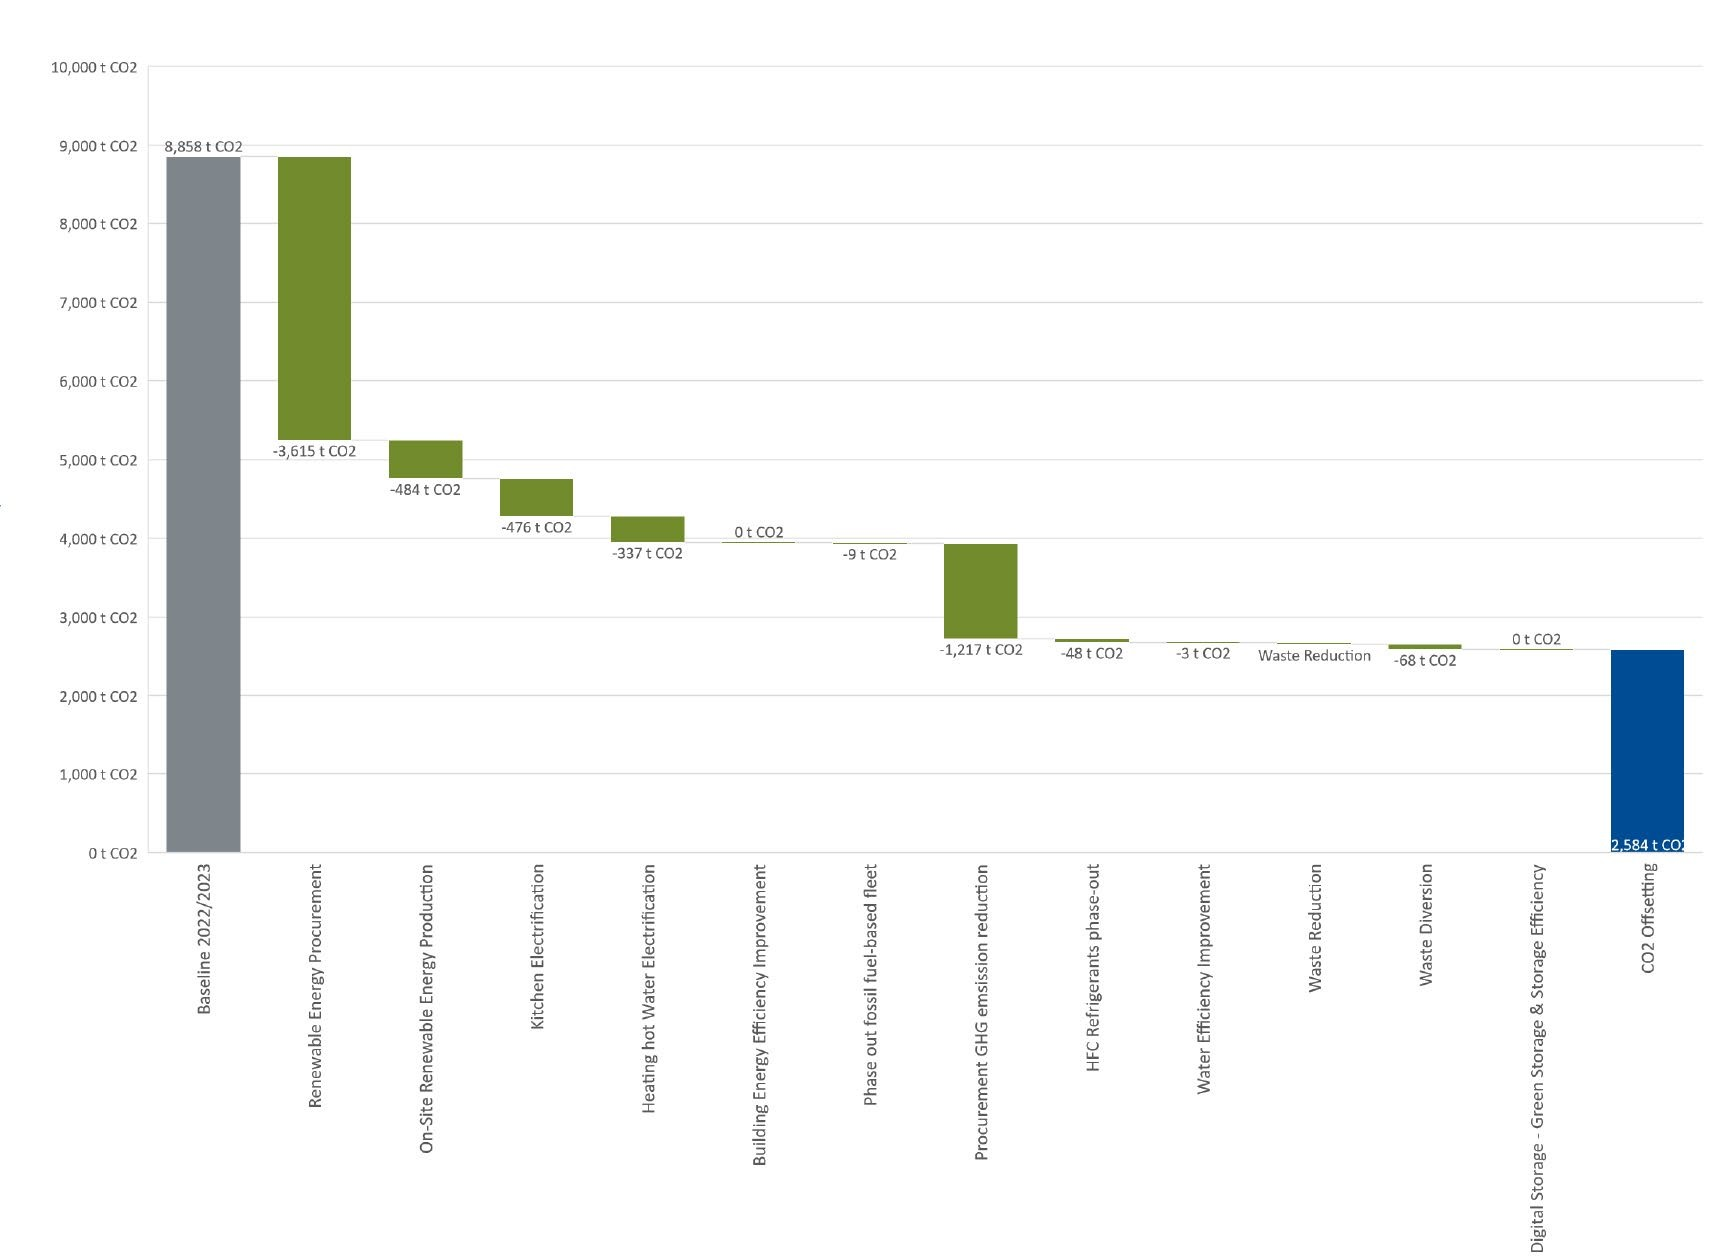 10,000 t CO2
9,000 t CO2
8,000 t CO2
7,000 t CO2
6,000 t CO2
5,000 t CO2
4,000 t CO2
3,000 t CO2
2,000 t CO2
1,000 t CO2
0 t CO2
8,858 t CO2
-3,615 t CO2
-484 t CO2
-476 t CO2
-337 t CO2
0 t CO2
-9 t CO2
-1,217 t CO2
-48 t CO2
-3 t CO2
Waste Reduction
-68 t CO2
0 t CO2
2,584 t CO2
Baseline 2022/2023
Renewable Energy Procurement
On-Site Renewable Energy Production
Kitchen Electrification
Heating hot Water Electrification
Building Energy Efficiency Improvement
Phase out fossil fuel-based fleet
Procurement GHG emsission reduction
HFC Refrigerants phase-out
Water Efficiency Improvement
Waste Reduction
Waste Diversion
Digital Storage - Green Storage & Storage Efficiency
CO2 Offsetting